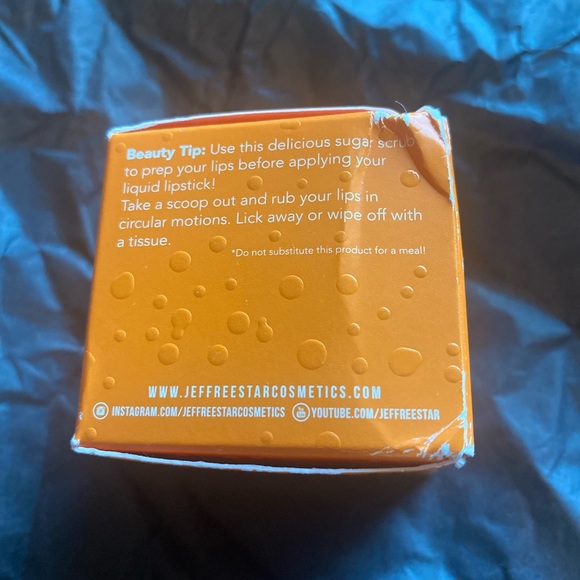 Beauty Tip: Use this delicious sugar scrub
to prep your lips before applying your
liquid lipstick!
Take a scoop out and rub your lips in
circular motions. Lick away or wipe off with
a tissue.
*Do not substitute this product for a meal!
WWW.JEFFREESTARCOSMETICS.COM
INSTAGRAM.COM/JEFFREESTARCOSMETICS YOUTUBE.COM/JEFFREESTAR